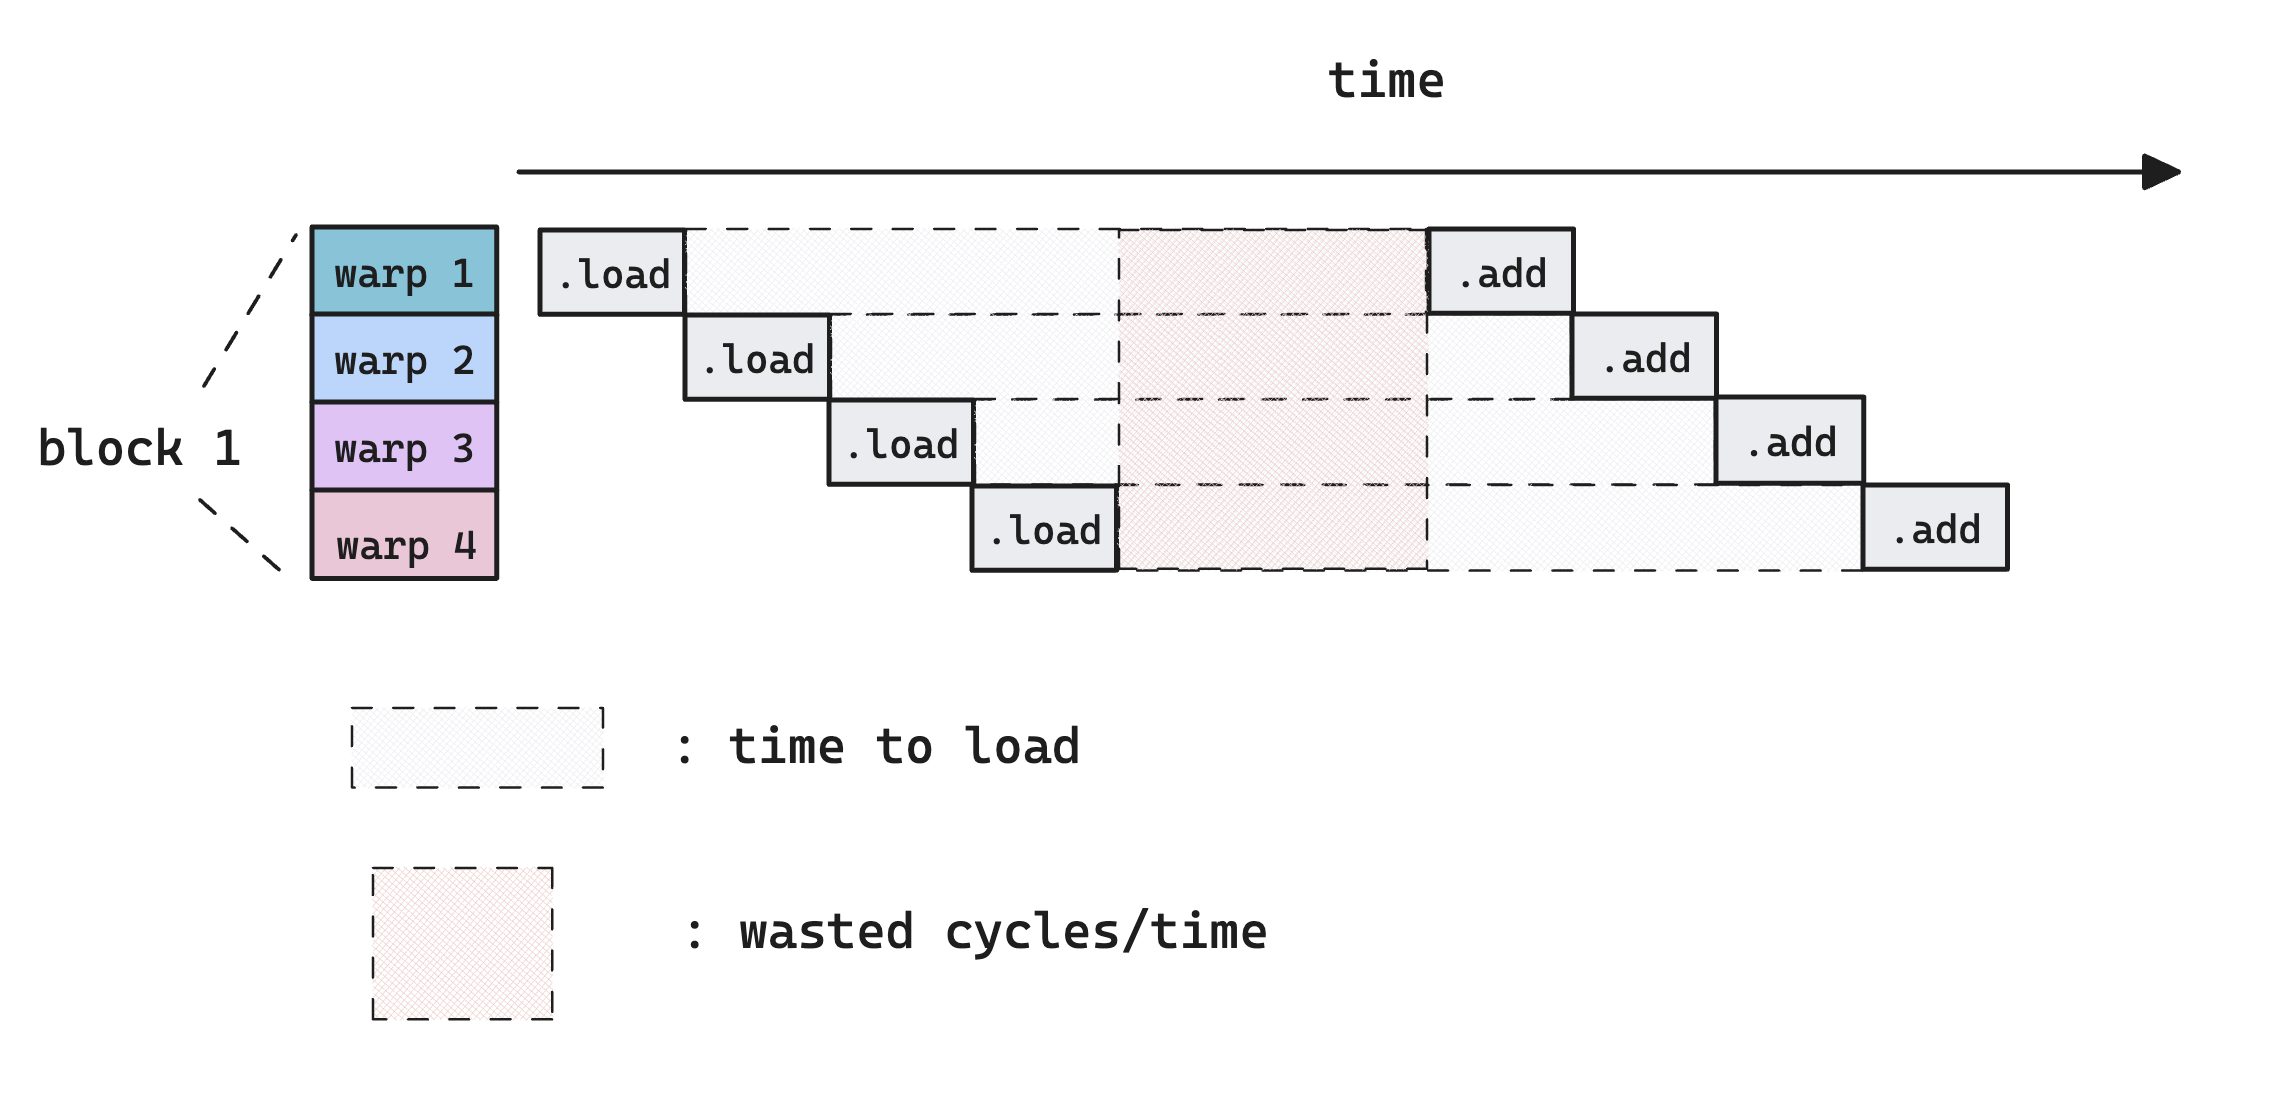 time
warp 1 .load .add
warp 2 .load .add
block 1
warp 3 .load .add
warp 4 .load .add
: time to load
: wasted cycles/time